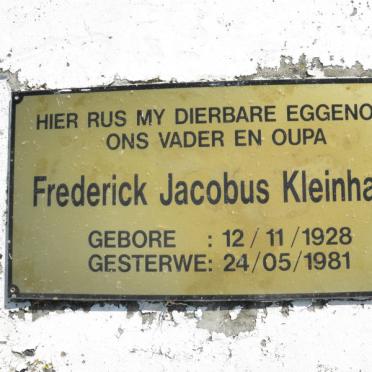 HIER RUS MY DIERBARE EGGENO
ONS VADER EN OUPA
Frederick Jacobus Kleinha
GEBORE : 12/11/1928
GESTERWE: 24/05/1981